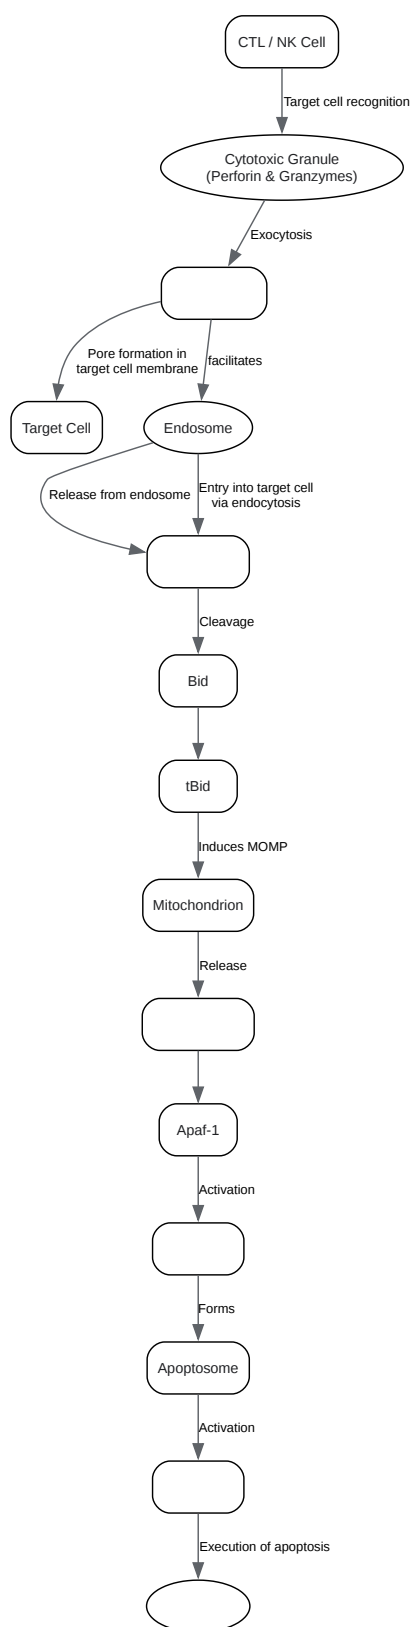 CTL / NK Cell
Target cell recognition
Cytotoxic Granule
(Perforin & Granzymes)
Exocytosis
Pore formation in
target cell membrane
facilitates
Target Cell
Endosome
Release from endosome
Entry into target cell
via endocytosis
Cleavage
Bid
tBid
Induces MOMP
Mitochondrion
Release
Apaf-1
Activation
Forms
Apoptosome
Activation
Execution of apoptosis